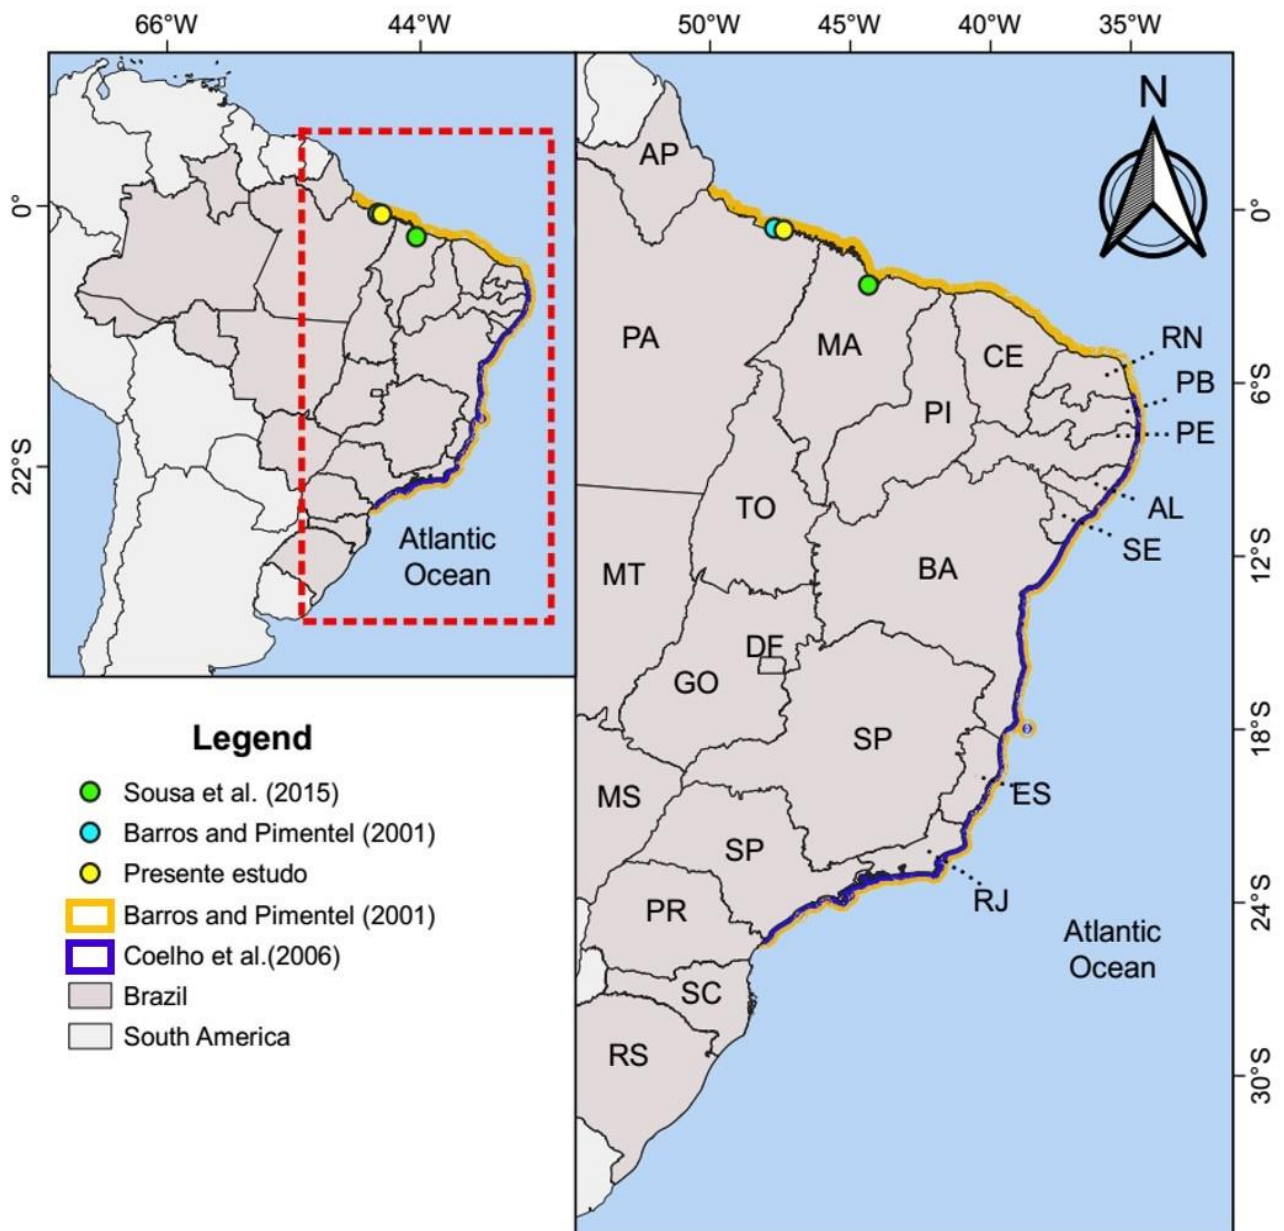 66°W
44°W
50°W
45°W
40°W
35°W
N
0°
22°S
0°
6°S
12°S
18°S
24°S
30°S
AP
PA
MA
CE
PI
RN
PB
PE
AL
SE
TO
MT
BA
DF
GO
SP
MS
ES
SP
RJ
PR
SC
RS
Atlantic
Ocean
Atlantic
Ocean
Legend
Sousa et al. (2015)
Barros and Pimentel (2001)
Presente estudo
Barros and Pimentel (2001)
Coelho et al.(2006)
Brazil
South America